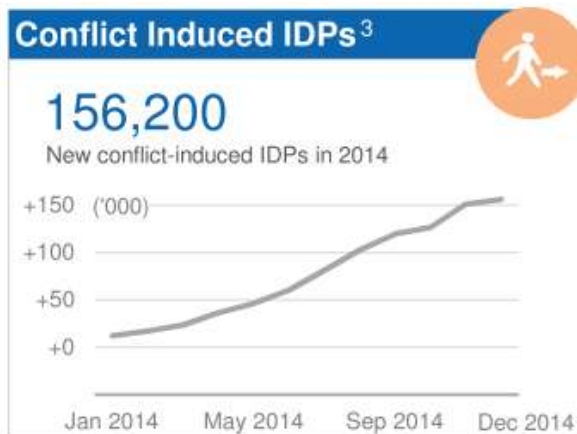 Conflict Induced IDPs³
156,200
New conflict-induced IDPs in 2014
+150 ('000)
+100
+50
+0
Jan 2014 May 2014 Sep 2014 Dec 2014